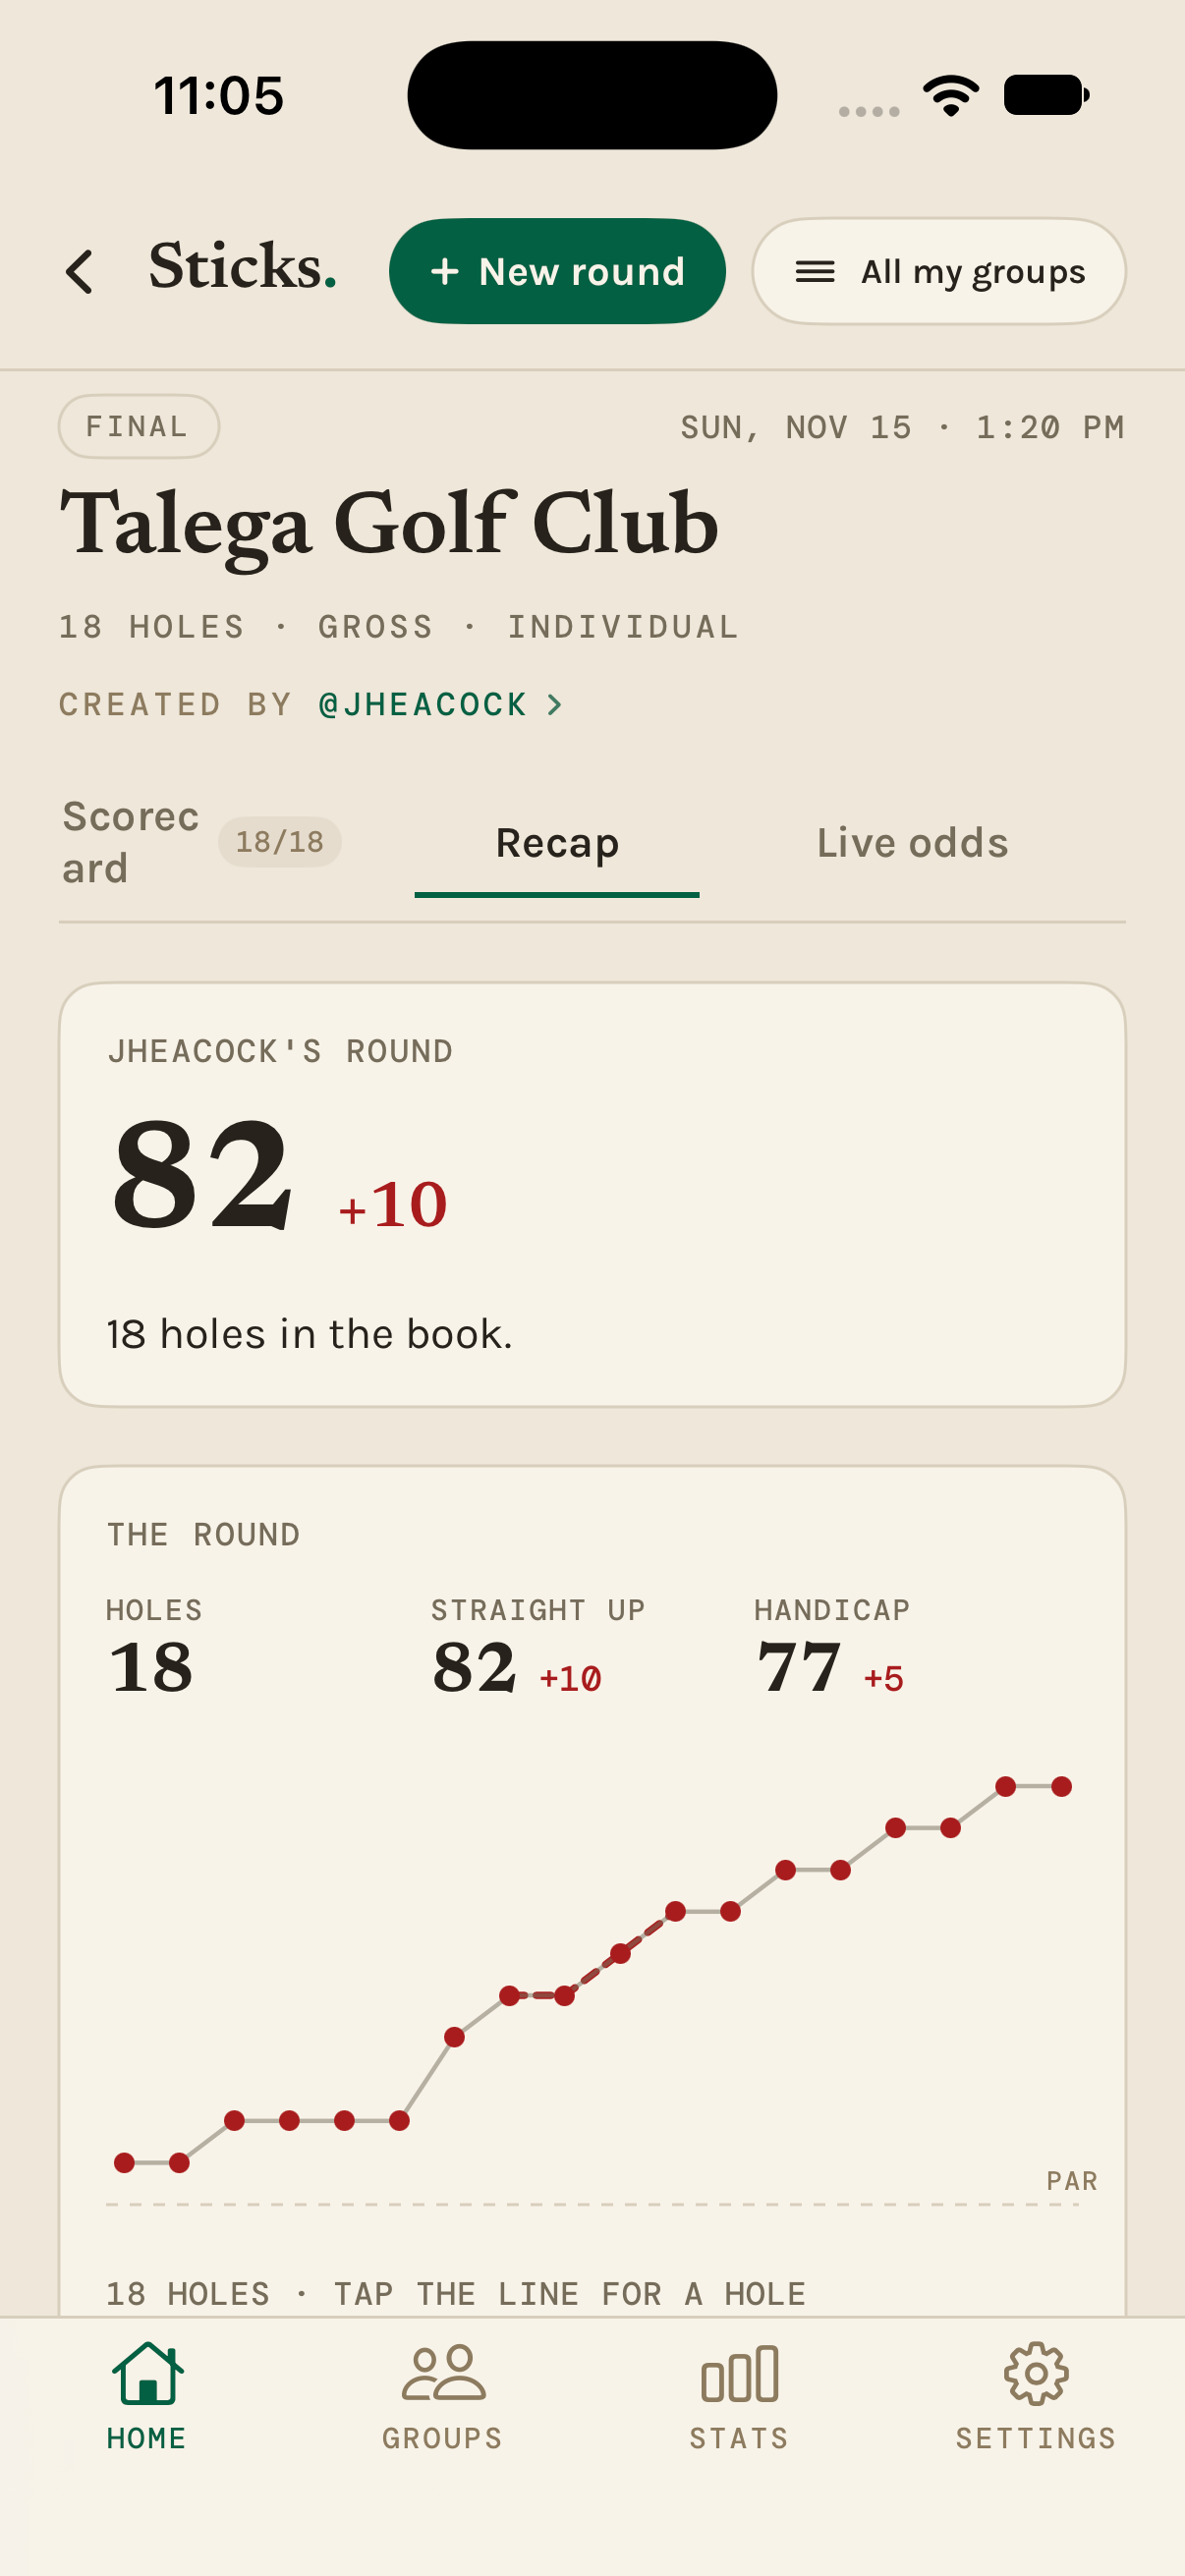 11:05
Sticks.
+ New round
All my groups
FINAL
SUN, NOV 15 · 1:20 PM
Talega Golf Club
18 HOLES · GROSS · INDIVIDUAL
CREATED BY @JHEACOCK >
Scorec
ard
18/18
Recap
Live odds
JHEACOCK'S ROUND
82 +10
18 holes in the book.
THE ROUND
HOLES
STRAIGHT UP
HANDICAP
18
82 +10
77 +5
PAR
18 HOLES · TAP THE LINE FOR A HOLE
HOME
GROUPS
STATS
SETTINGS